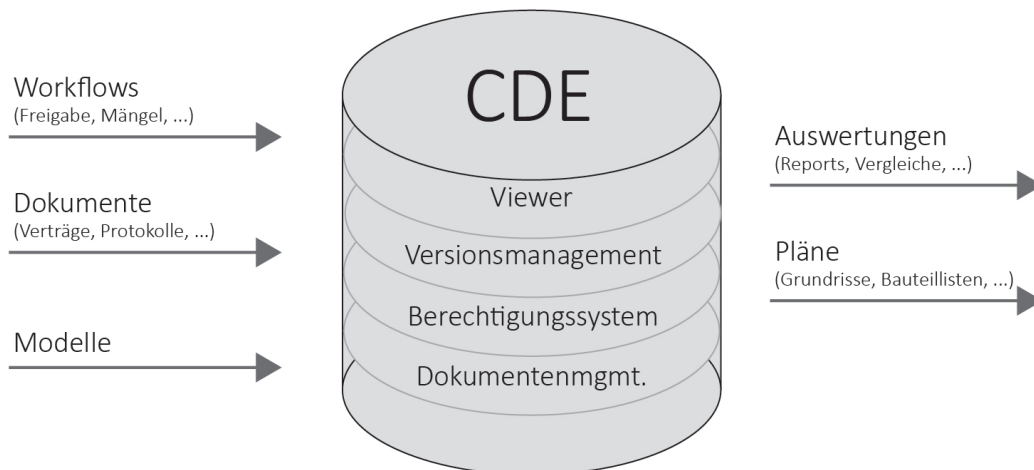 Workflows
(Freigabe, Mängel, ...)
Dokumente
(Verträge, Protokolle, ...)
Modelle
CDE
Viewer
Versionsmanagement
Berechtigungssystem
Dokumentenmgmt.
Auswertungen
(Reports, Vergleiche, ...)
Pläne
(Grundrisse, Bauteillisten, ...)